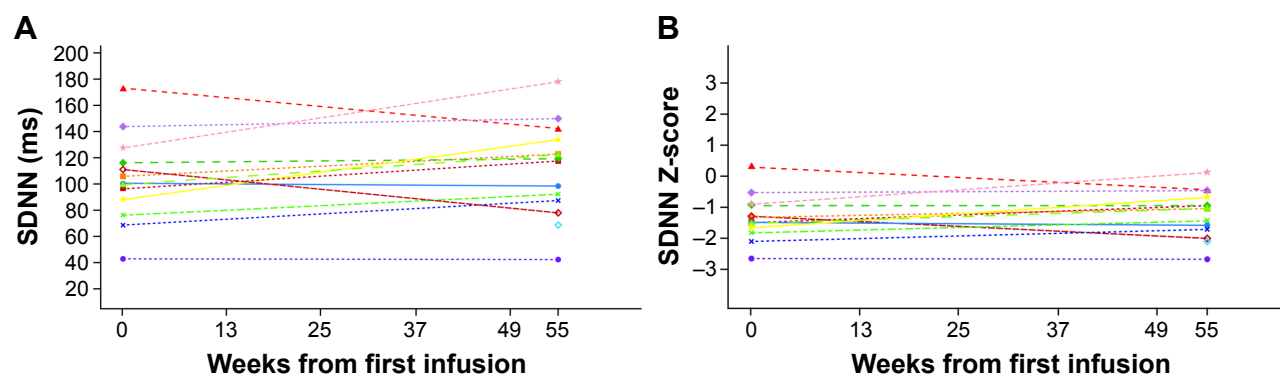 A
SDNN (ms)
200
180
160
140
120
100
80
60
40
20
0 13 25 37 49 55
Weeks from first infusion
B
SDNN Z-score
3
2
1
0
–1
–2
–3
0 13 25 37 49 55
Weeks from first infusion